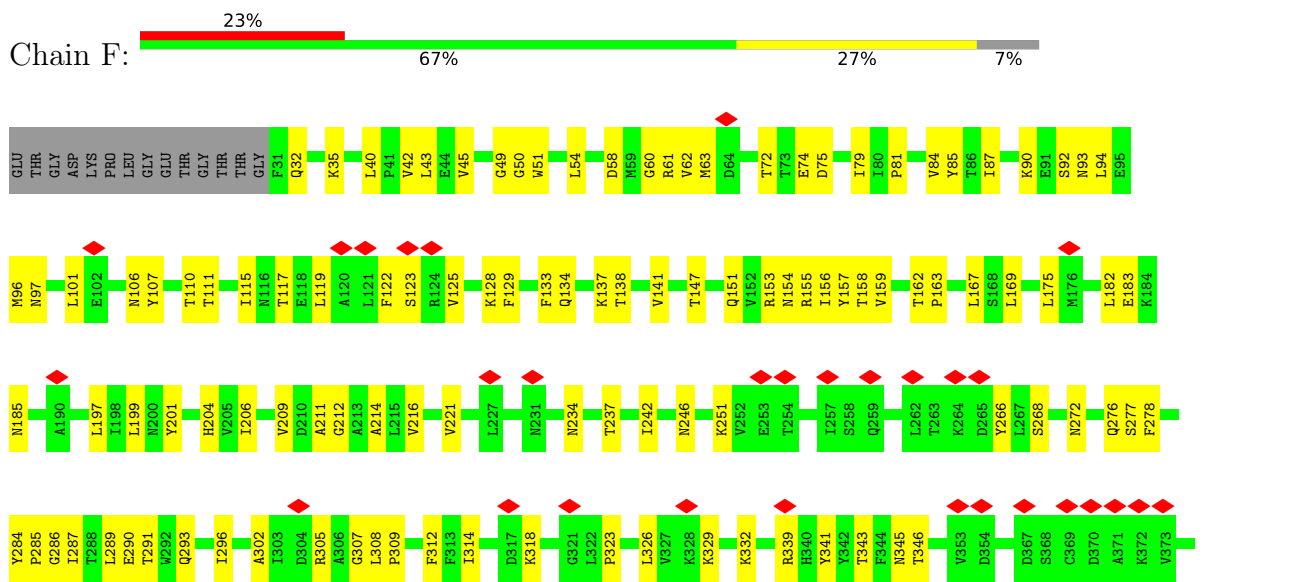 23%
Chain F:
67% 27% 7%
GLU THR GLY ASP LYS PRO LEU GLY GLU THR GLY THR THR GLY F31 Q32 K35 L40 P41 V42 L43 E44 V45 G49 G50 W51 L54 D58 M59 G60 R61 V62 M63 D64 T72 T73 E74 D75 I79 I80 P81 V84 Y85 T86 I87 K90 E91 S92 N93 L94 E95
M96 N97 L101 E102 N106 Y107 T110 T111 I115 N116 T117 E118 L119 A120 L121 F122 S123 R124 V125 K128 F129 F133 Q134 K137 T138 V141 T147 Q151 V152 R153 N154 R155 I156 Y157 T158 V159 T162 P163 L167 S168 L169 L175 M176 L182 E183 K184
N185 A190 L197 I198 L199 N200 Y201 H204 V205 I206 V209 D210 A211 G212 A213 A214 L215 V216 V221 L227 N231 N234 T237 I242 N246 K251 V252 E253 T254 I257 S258 Q259 L262 T263 K264 D265 Y266 L267 S268 N272 Q276 S277 F278
Y284 P285 G286 I287 T288 L289 E290 T291 W292 Q293 I296 A302 I303 D304 R305 A306 G307 L308 P309 F312 F313 I314 D317 K318 G321 L322 P323 L326 V327 K328 K329 K332 R339 H340 Y341 Y342 T343 F344 N345 T346 V353 D354 D367 S368 C369 D370 A371 K372 V373